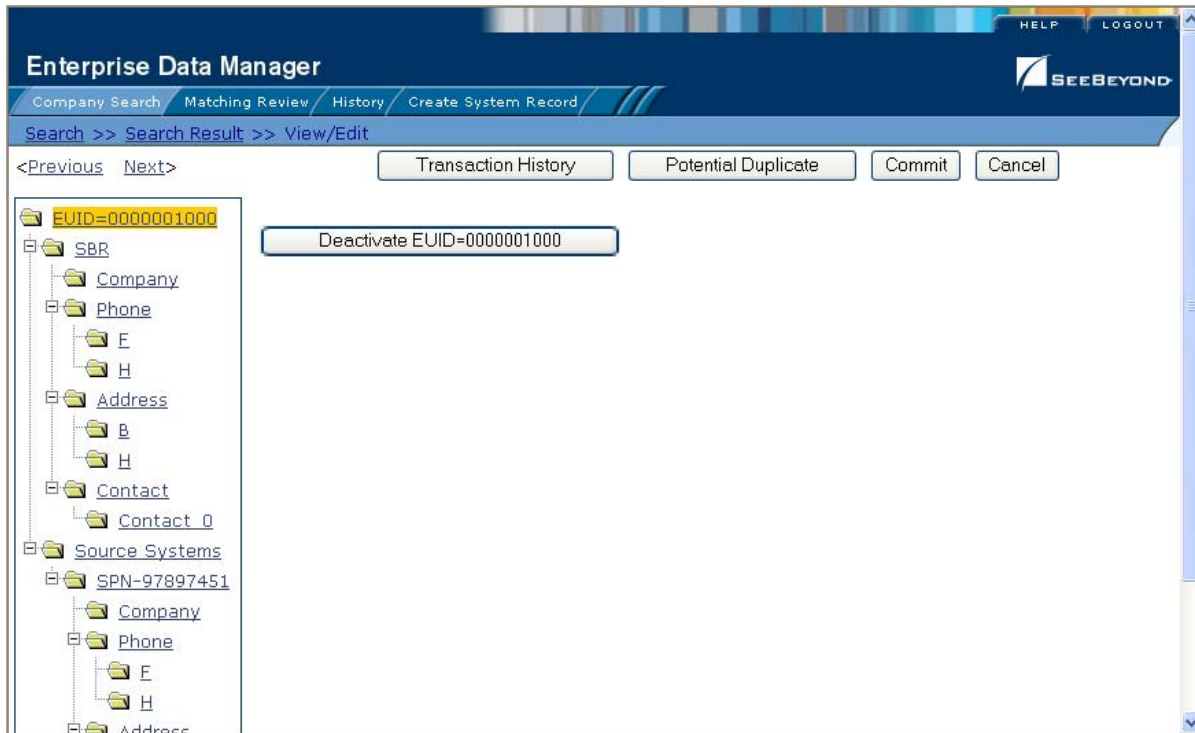 HELP LOGOUT
Enterprise Data Manager
SEEBEYOND
Company Search Matching Review History Create System Record
Search >> Search Result >> View/Edit
<Previous Next>
Transaction History
Potential Duplicate
Commit
Cancel
EUID=0000001000
Deactivate EUID=0000001000
SBR
Company
Phone
F
H
Address
B
H
Contact
Contact_0
Source Systems
SPN-97897451
Company
Phone
F
H
Address